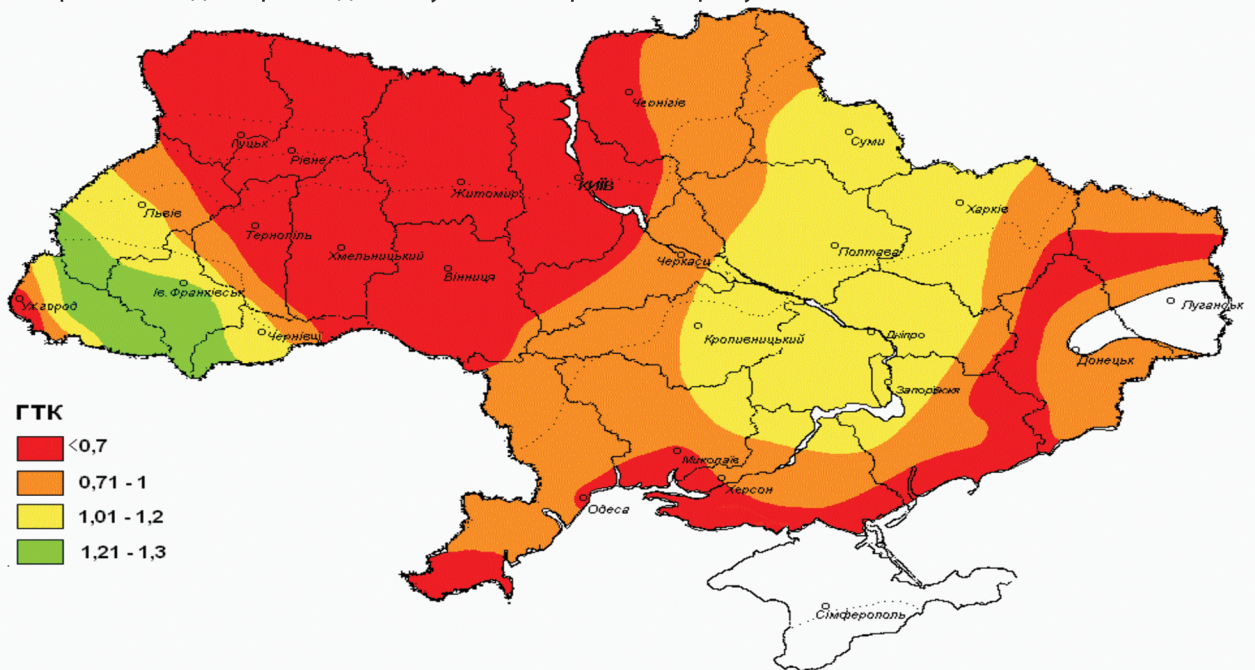 Чернігів
Суми
Луцьк
Рівне
КИЇВ
Житомир
Харків
Львів
Тернопіль
Хмельницький
Полтава
Черкаси
Вінниця
Ів.Франківськ
Ужгород
Луганськ
Чернівці
Кропивницький
Дніпро
Донецьк
Запоріжжя
ГТК
<0,7
0,71 - 1
1,01 - 1,2
1,21 - 1,3
Миколаїв
Херсон
Одеса
Сімферополь